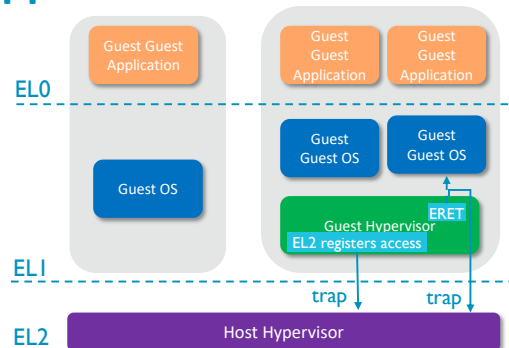 Guest Guest
Application
Guest
Guest
Application
Guest
Guest
Application
EL0
Guest OS
Guest
Guest OS
Guest
Guest OS
ERET
Guest Hypervisor
EL2 registers access
EL1
trap
trap
EL2
Host Hypervisor